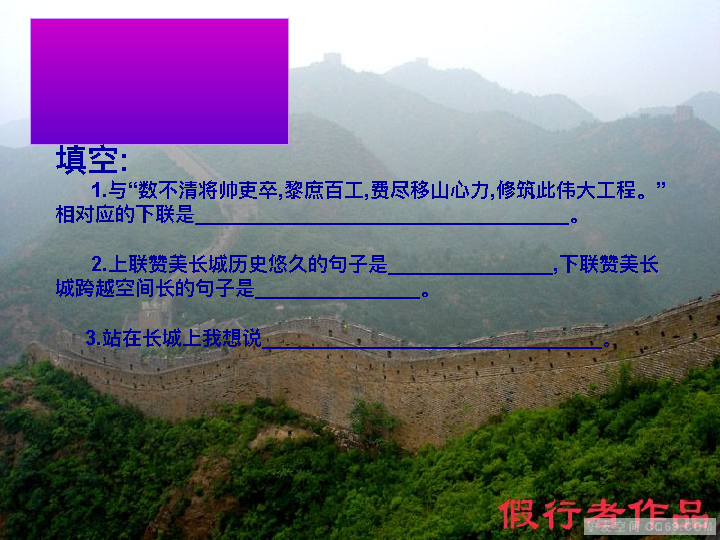 填空:
1.与“数不清将帅吏卒,黎庶百工,费尽移山心力,修筑此伟大工程。”
相对应的下联是__________________________________。
2.上联赞美长城历史悠久的句子是_______________,下联赞美长
城跨越空间长的句子是_______________。
3.站在长城上我想说_______________________________。
假行者作品